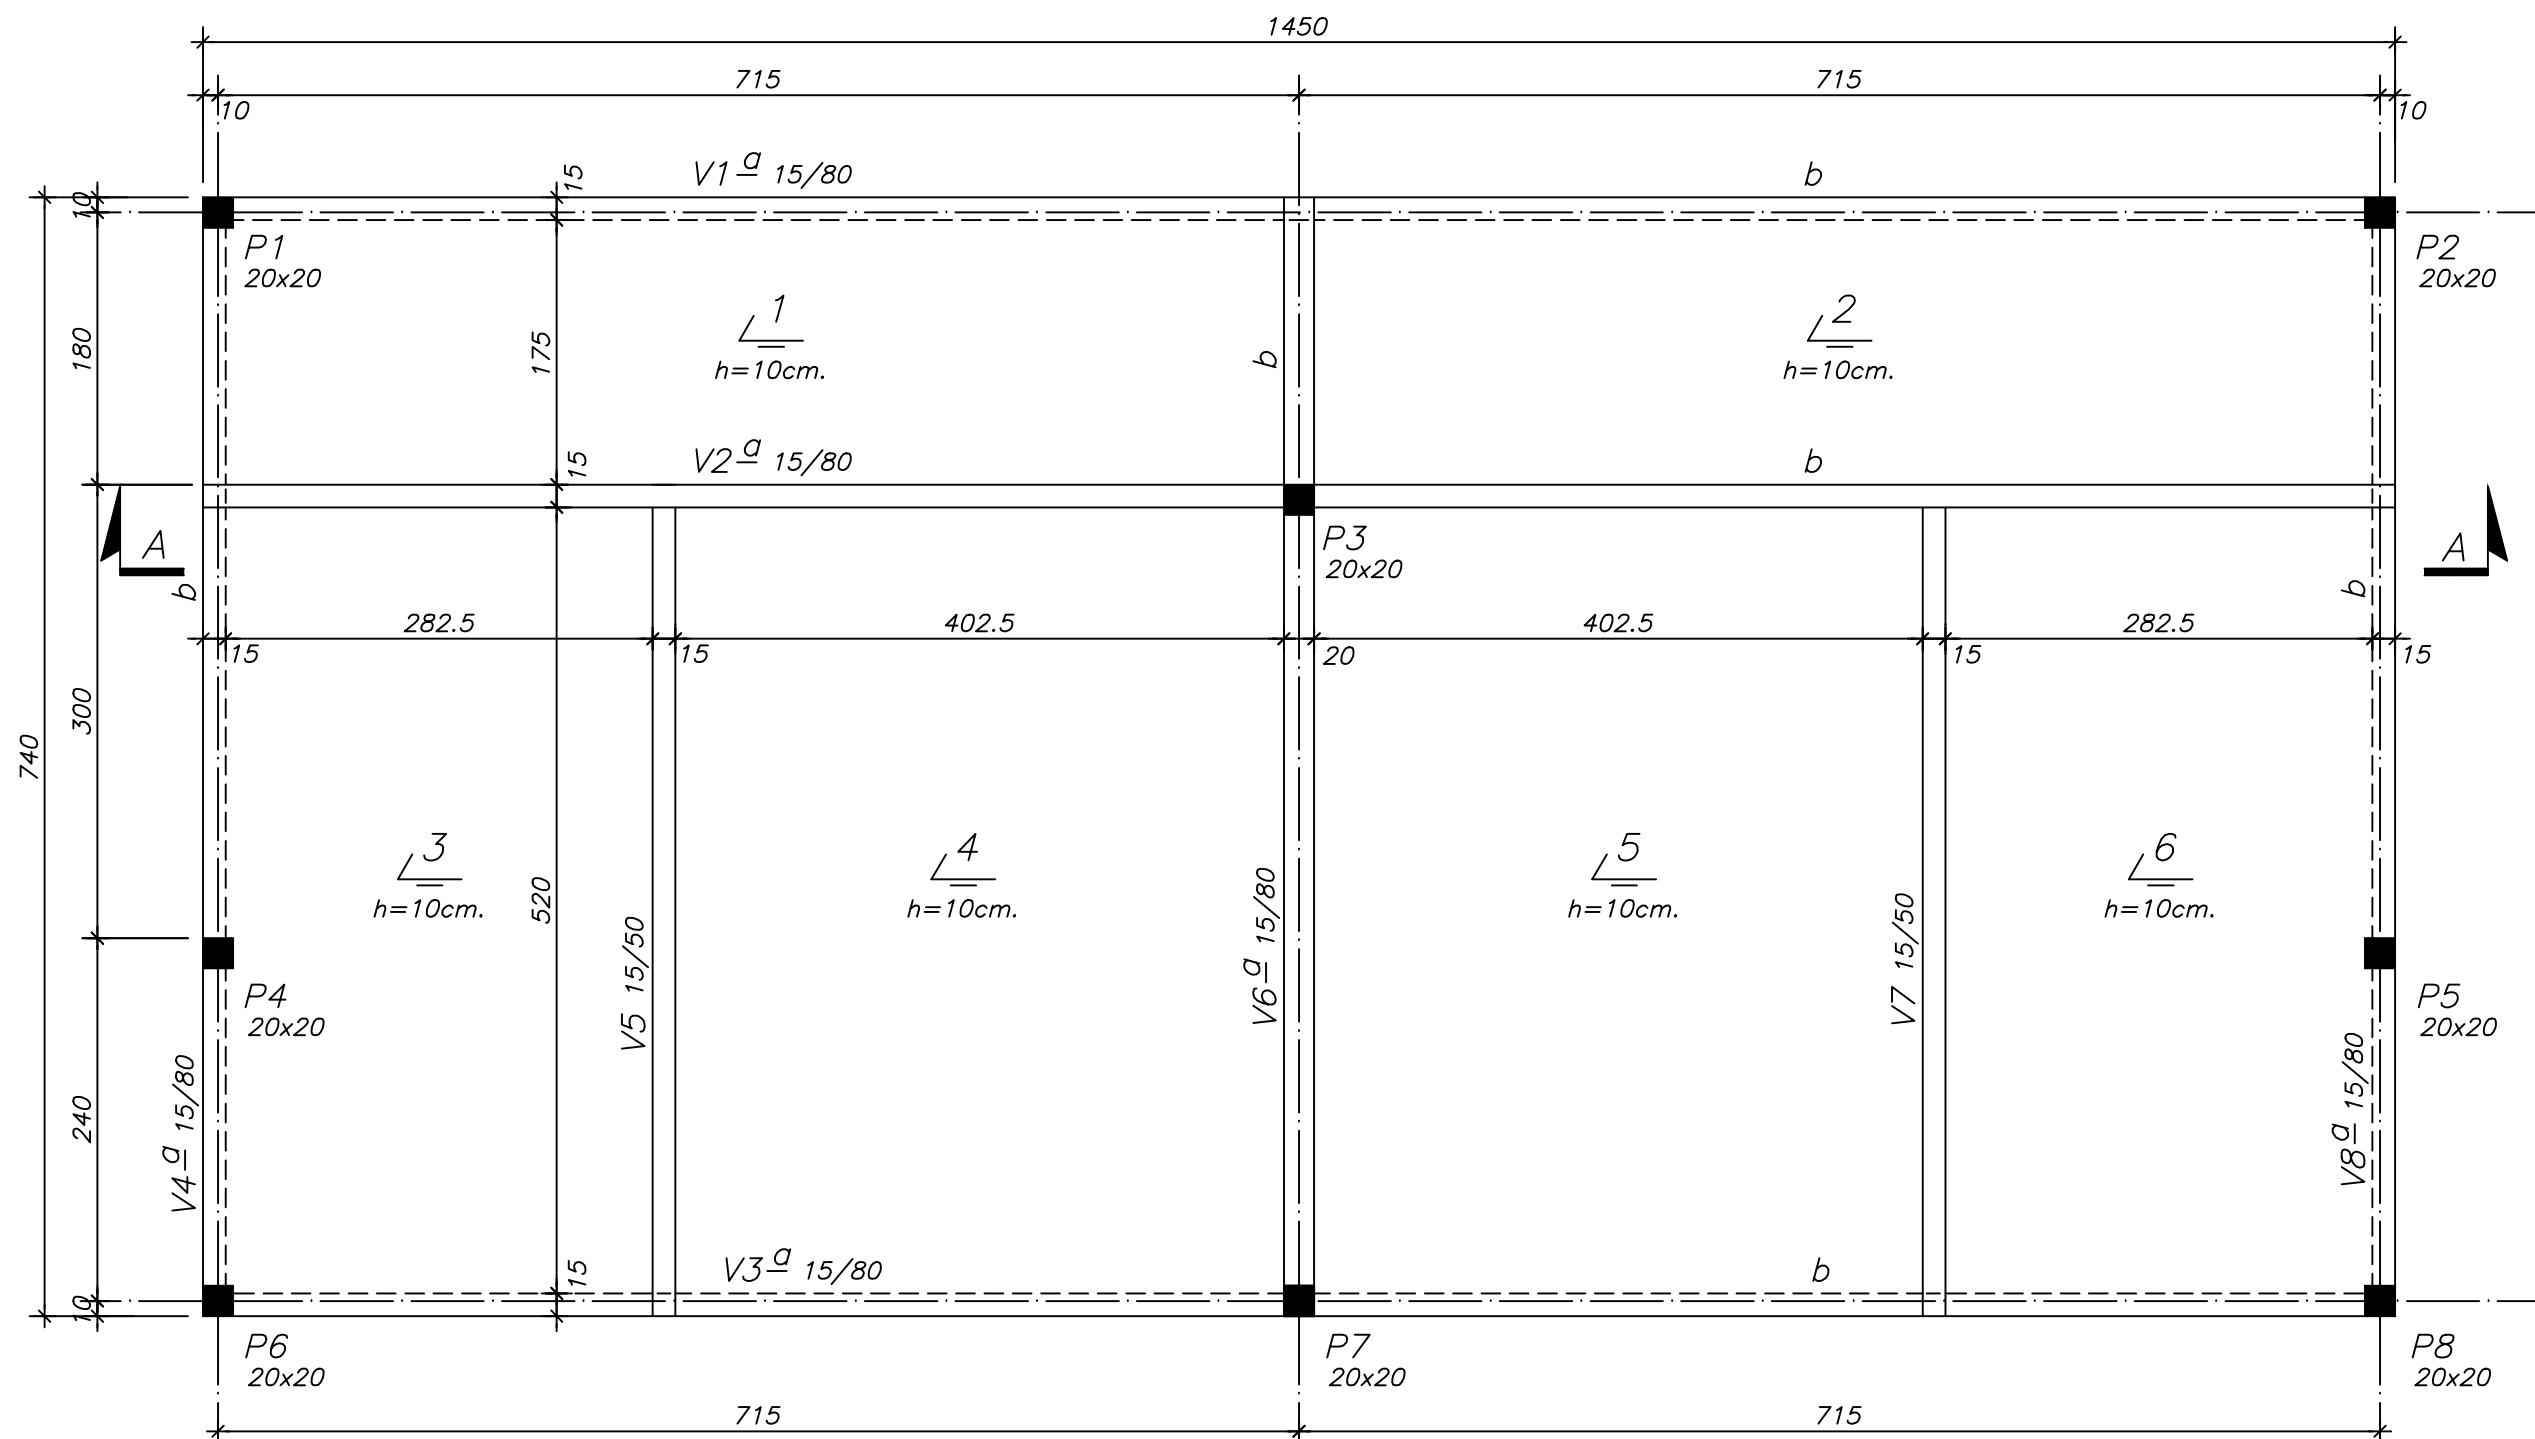 1450
715
715
10
10
V1 a 15/80
b
15
10
P1
20x20
P2
20x20
1
h=10cm.
2
h=10cm.
180
175
b
V2 a 15/80
b
15
A
P3
20x20
A
b
b
282.5
402.5
402.5
282.5
15
15
20
15
15
300
740
3
h=10cm.
4
h=10cm.
5
h=10cm.
6
h=10cm.
520
V5 15/50
V6 a 15/80
V7 15/50
P4
20x20
P5
20x20
V4 a 15/80
V8 a 15/80
240
V3 a 15/80
b
15
10
P6
20x20
P7
20x20
P8
20x20
715
715